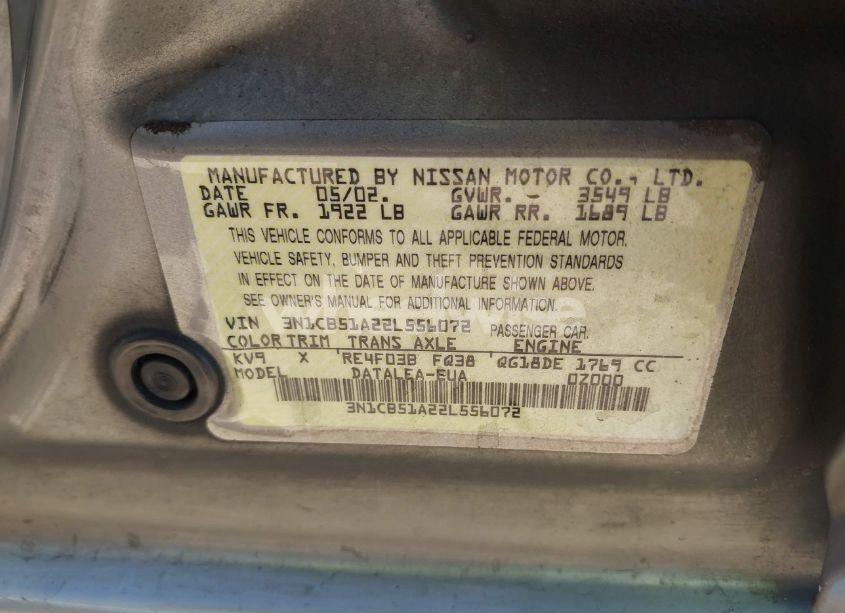 MANUFACTURED BY NISSAN MOTOR CO., LTD.
DATE 05/02. GVWR. - 3549 LB
GAWR FR. 1922 LB GAWR RR. 1689 LB
THIS VEHICLE CONFORMS TO ALL APPLICABLE FEDERAL MOTOR.
VEHICLE SAFETY, BUMPER AND THEFT PREVENTION STANDARDS
IN EFFECT ON THE DATE OF MANUFACTURE SHOWN ABOVE.
SEE OWNER'S MANUAL FOR ADDITIONAL INFORMATION.
VIN 3N1CB51A22L556072 PASSENGER CAR.
COLOR TRIM TRANS AXLE ENGINE
KV9 X 'RE4F03B FQ38 'QG18DE 1769 CC
MODEL DATALEA-EUA 0Z000
3N1CB51A22L556072